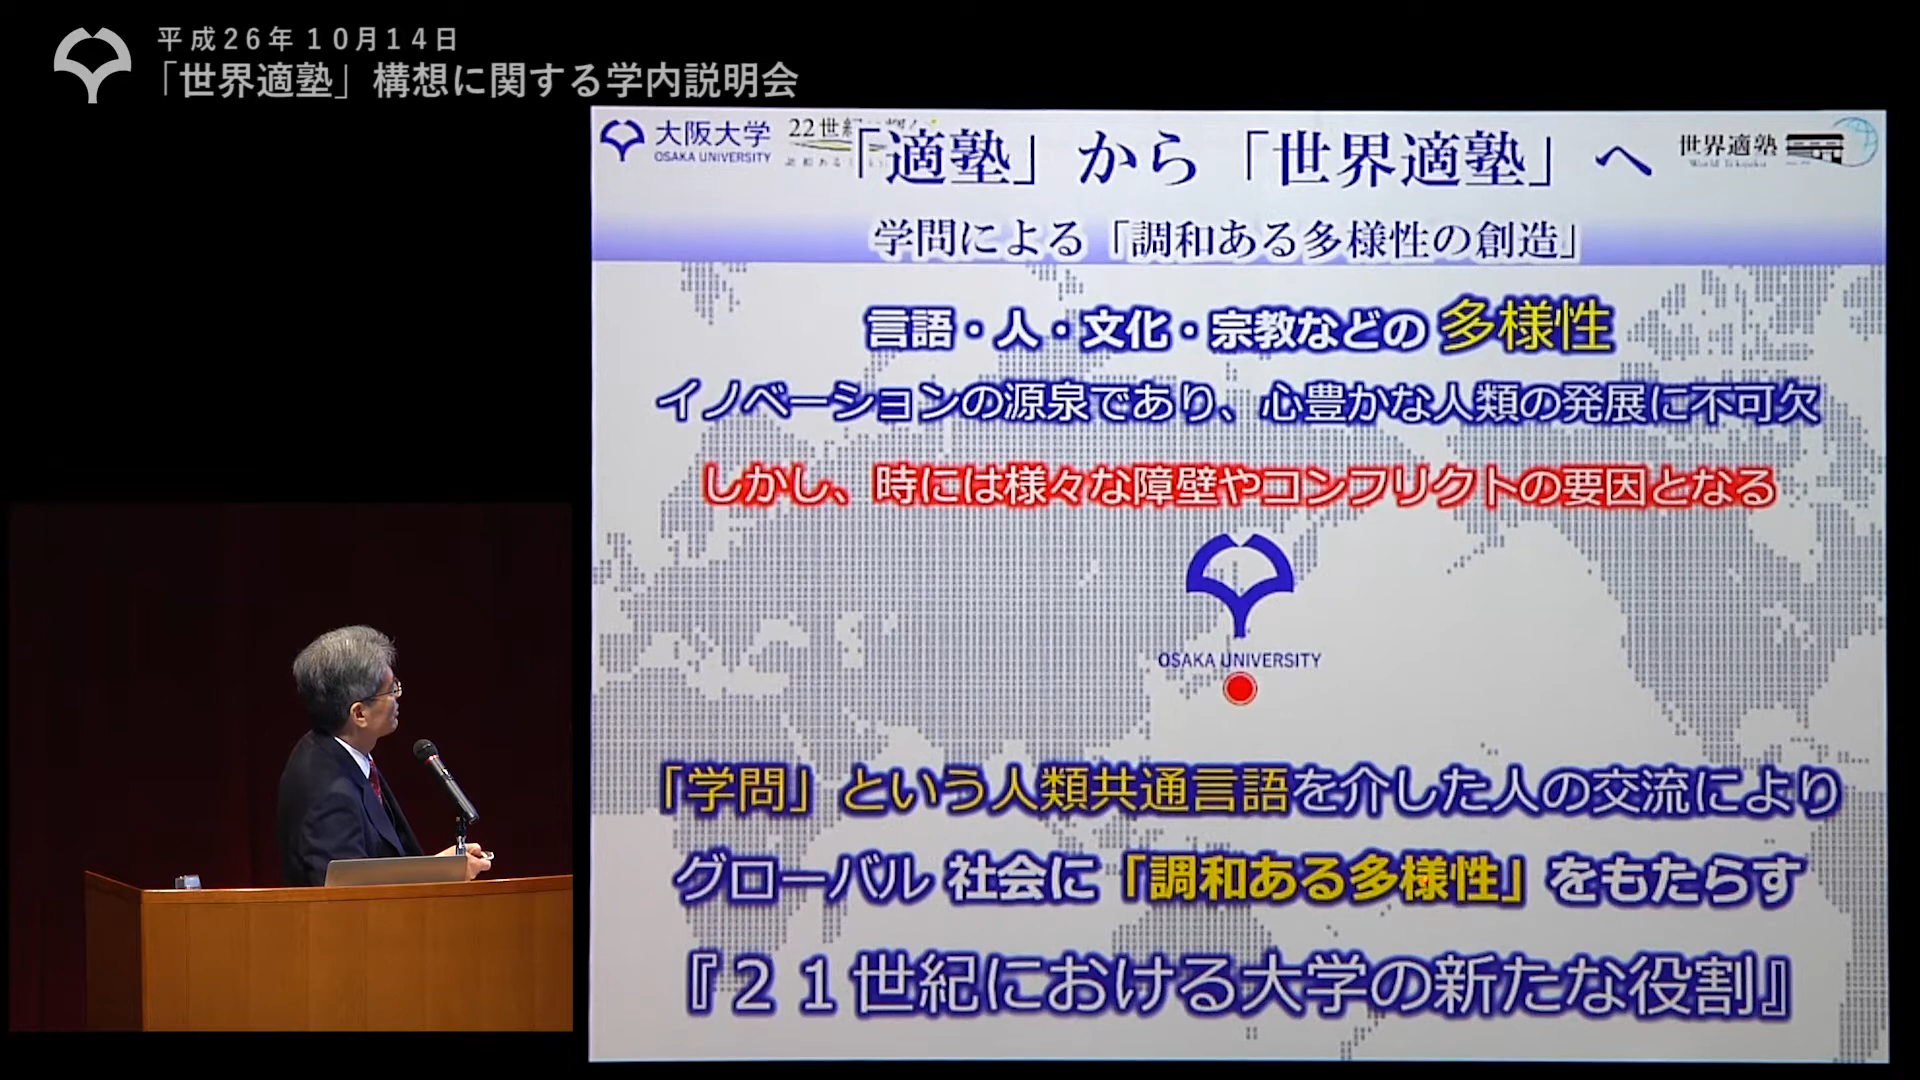 平成26年10月14日
「世界適塾」構想に関する学内説明会
大阪大学
OSAKA UNIVERSITY
22世紀
「適塾」から「世界適塾」へ
世界適塾
World Tekijuku
学問による「調和ある多様性の創造」
言語・人・文化・宗教などの 多様性
イノベーションの源泉であり、心豊かな人類の発展に不可欠
しかし、時には様々な障壁やコンフリクトの要因となる
OSAKA UNIVERSITY
「学問」という人類共通言語を介した人の交流により
グローバル 社会に「調和ある多様性」をもたらす
『21世紀における大学の新たな役割』